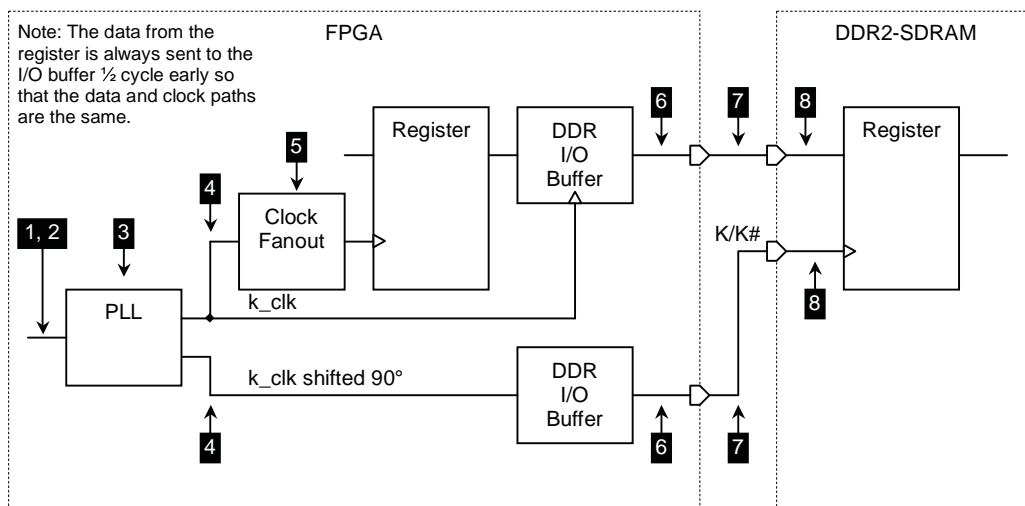 Note: The data from the
register is always sent to the
I/O buffer ½ cycle early so
that the data and clock paths
are the same.
FPGA
DDR2-SDRAM
6
7
8
Register
DDR
I/O
Buffer
Register
5
4
Clock
Fanout
1, 2
3
K/K#
8
PLL
k_clk
k_clk shifted 90°
DDR
I/O
Buffer
4
6
7